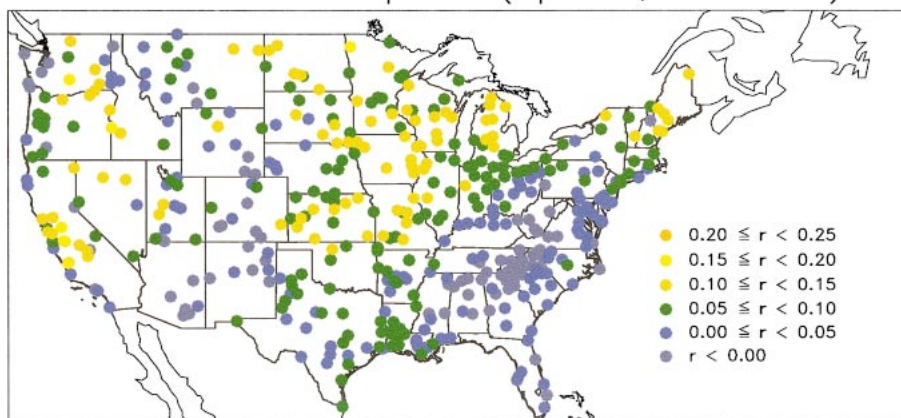 0.20 ≦ r < 0.25
0.15 ≦ r < 0.20
0.10 ≦ r < 0.15
0.05 ≦ r < 0.10
0.00 ≦ r < 0.05
r < 0.00